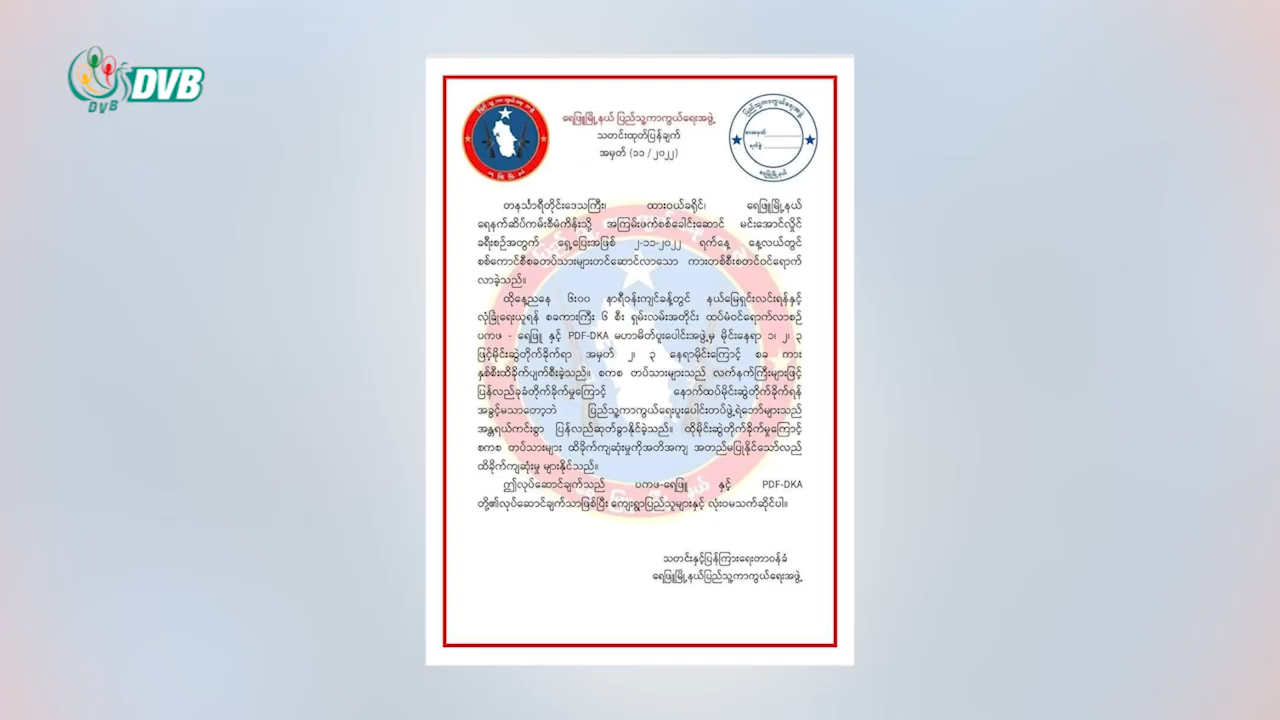 DVB
DVB
ရေဖြူမြို့နယ် ပြည်သူ့ကာကွယ်ရေးအဖွဲ့
သတင်းထုတ်ပြန်ချက်
အမှတ် (၁၁ / ၂၀၂၂)
ပြည်သူ့ကာကွယ်ရေးအဖွဲ့
စာအမှတ်
ရက်စွဲ
ရေဖြူမြို့နယ်
တနင်္သာရီတိုင်းဒေသကြီး၊ ထားဝယ်ခရိုင်၊ ရေဖြူမြို့နယ်
ရေနက်ဆိပ်ကမ်းစီမံကိန်းသို့ အကြမ်းဖက်စစ်ခေါင်းဆောင် မင်းအောင်လှိုင်
ခရီးစဉ်အတွက် ရှေ့ပြေးအဖြစ် ၂-၁၁-၂၀၂၂ ရက်နေ့ နေ့လယ်တွင်
စစ်ကောင်စီစခတပ်သားများတင်ဆောင်လာသော ကားတစ်စီးစတင်ဝင်ရောက်
လာခဲ့သည်။
ထိုနေ့ညနေ ၆း၀၀ နာရီဝန်းကျင်ခန့်တွင် နယ်မြေရှင်းလင်းရန်နှင့်
လုံခြုံရေးယူရန် စခကားကြီး ၆ စီး ရှမ်းလမ်းအတိုင်း ထပ်မံဝင်ရောက်လာစဉ်
ပကဖ - ရေဖြူ နှင့် PDF-DKA မဟာမိတ်ပူးပေါင်းအဖွဲ့မှ မိုင်းနေရာ ၁၊ ၂၊ ၃
ဖြင့်မိုင်းဆွဲတိုက်ခိုက်ရာ အမှတ် ၂၊ ၃ နေရာမိုင်းကြောင့် စခ ကား
နှစ်စီးထိခိုက်ပျက်စီးခဲ့သည်။ စကစ တပ်သားများသည် လက်နက်ကြီးများဖြင့်
ပြန်လည်ခုခံတိုက်ခိုက်မှုကြောင့် နောက်ထပ်မိုင်းဆွဲတိုက်ခိုက်ရန်
အခွင့်မသာတော့ဘဲ ပြည်သူ့ကာကွယ်ရေးပူးပေါင်းတပ်ဖွဲ့ရဲဘော်များသည်
အန္တရာယ်ကင်းစွာ ပြန်လည်ဆုတ်ခွာနိုင်ခဲ့သည်။ ထိုမိုင်းဆွဲတိုက်ခိုက်မှုကြောင့်
စကစ တပ်သားများ ထိခိုက်ကျဆုံးမှုကိုအတိအကျ အတည်မပြုနိုင်သော်လည်
ထိခိုက်ကျဆုံးမှု များနိုင်သည်။
ဤလုပ်ဆောင်ချက်သည် ပကဖ-ရေဖြူ နှင့် PDF-DKA
တို့၏လုပ်ဆောင်ချက်သာဖြစ်ပြီး ကျေးရွာပြည်သူများနှင့် လုံးဝမသက်ဆိုင်ပါ။
သတင်းနှင့်ပြန်ကြားရေးတာဝန်ခံ
ရေဖြူမြို့နယ်ပြည်သူ့ကာကွယ်ရေးအဖွဲ့